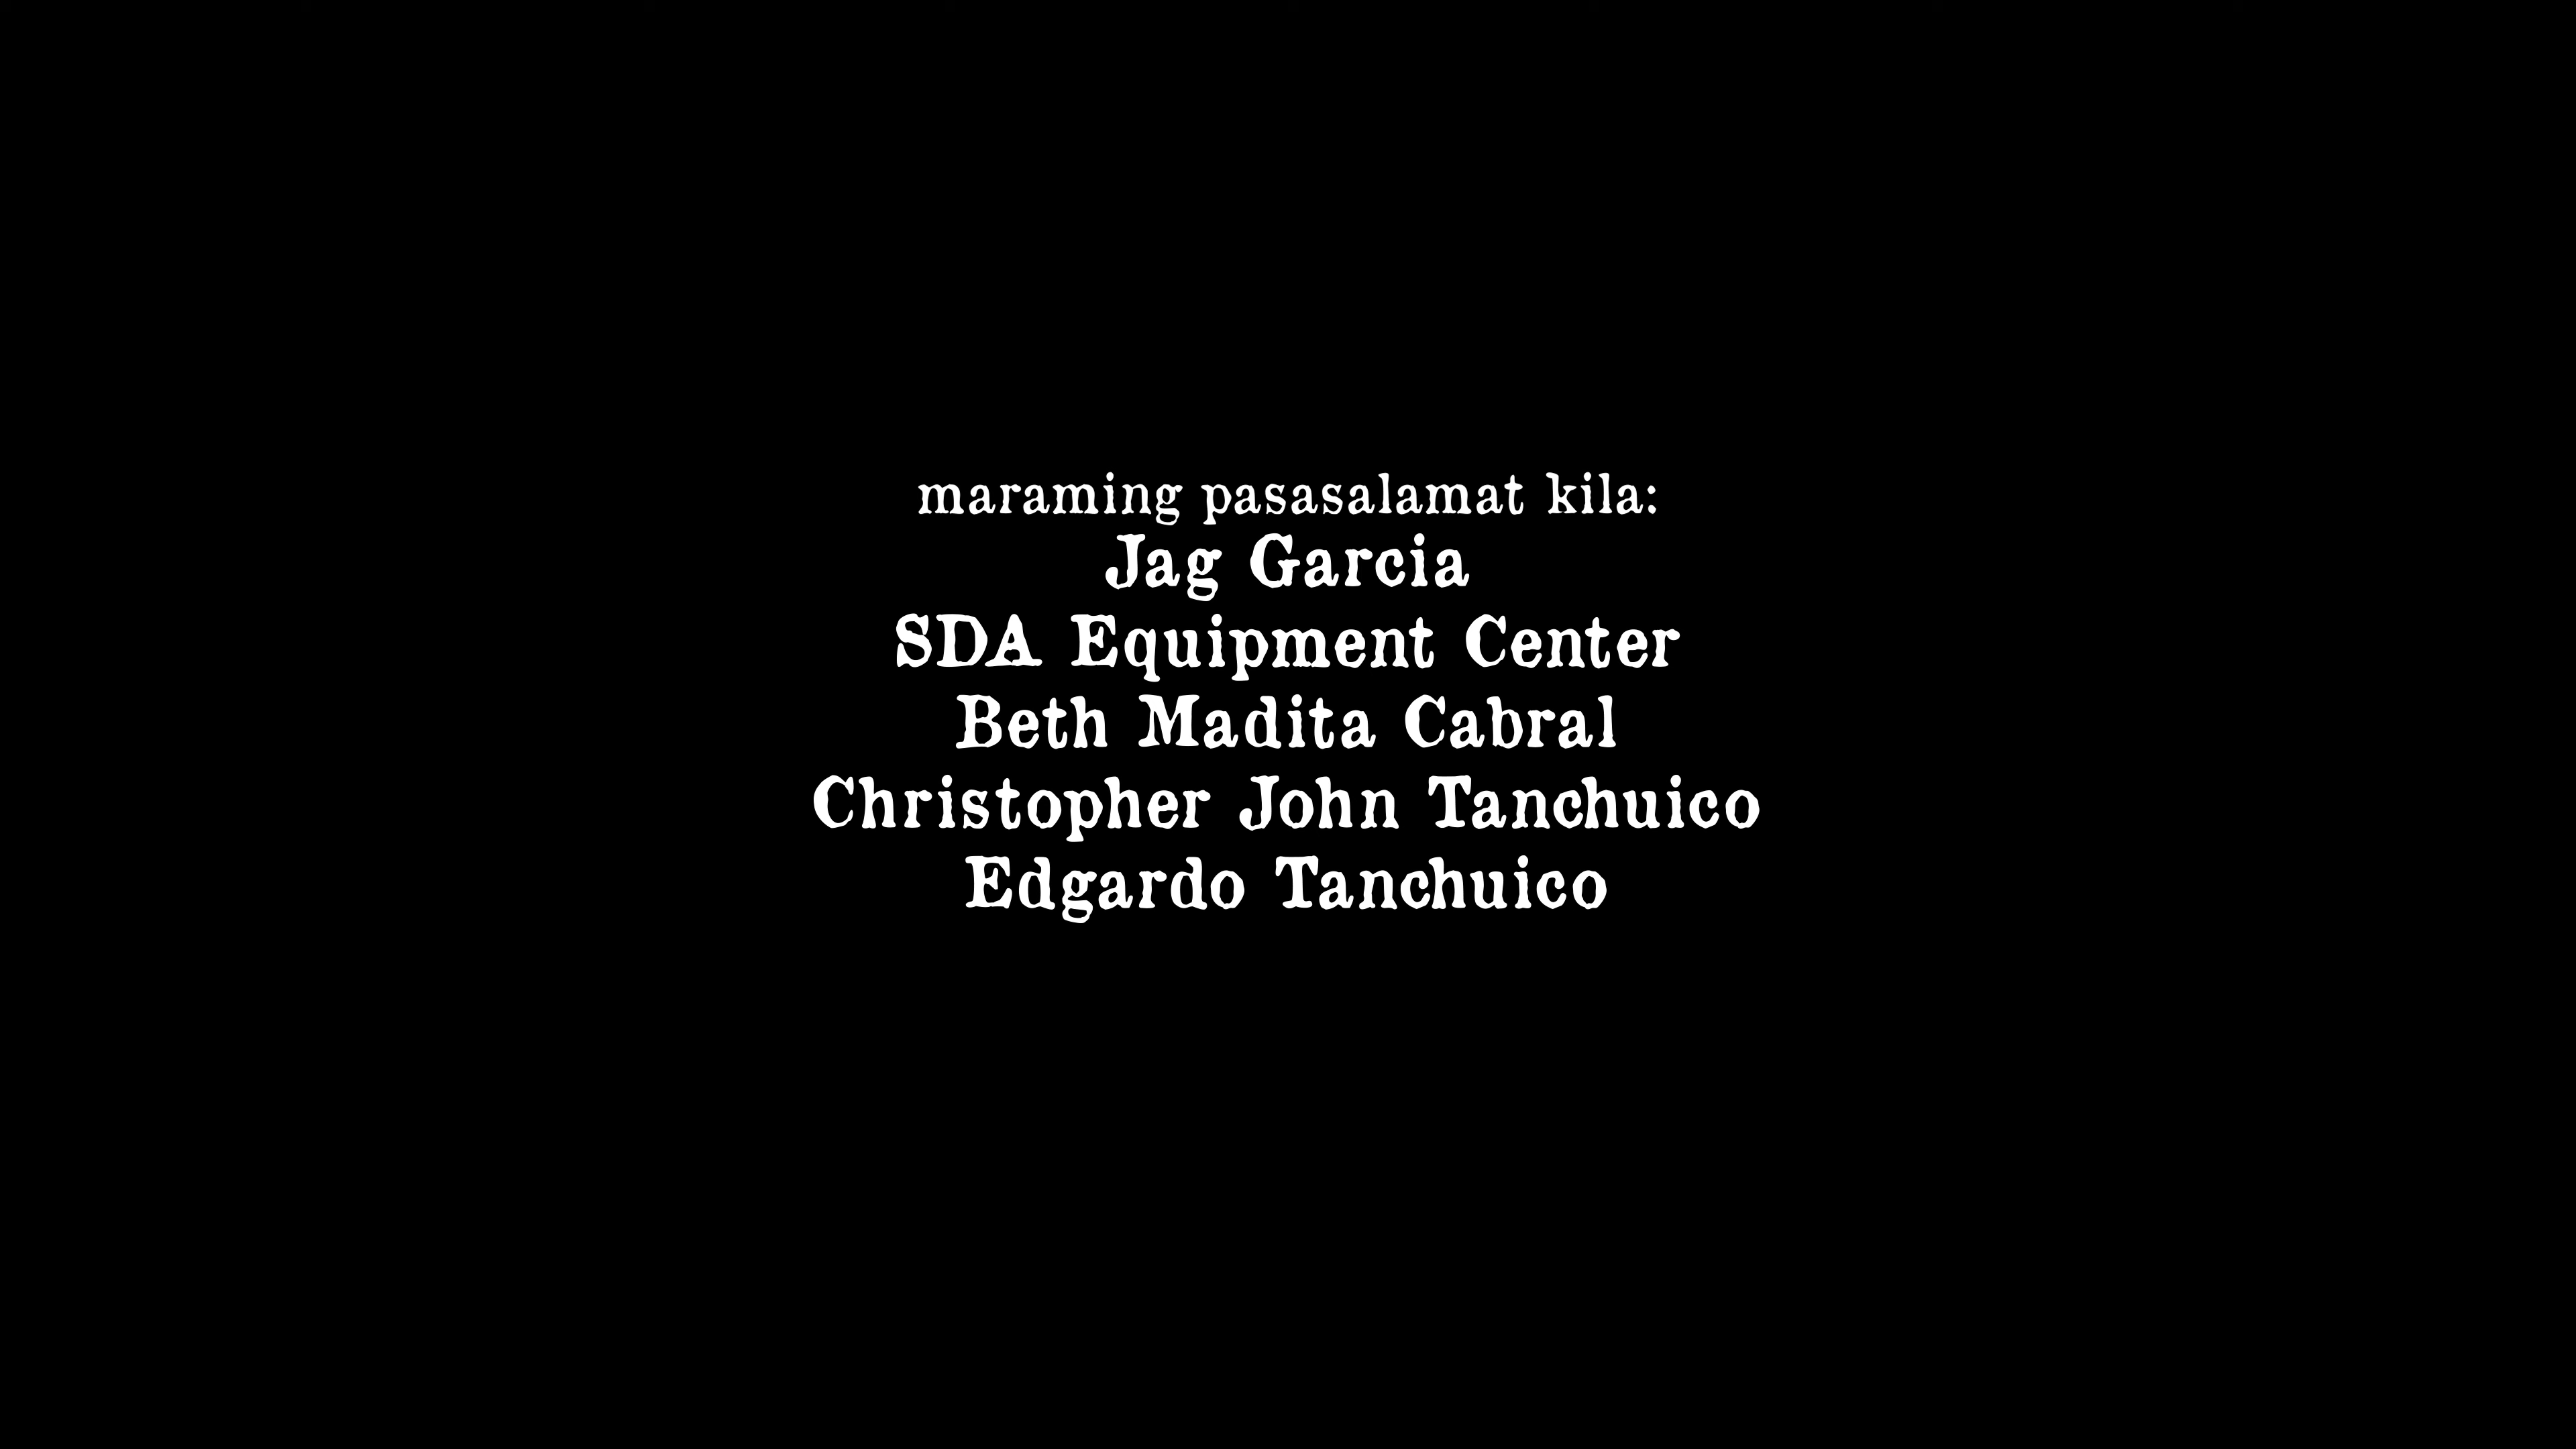 maraming pasasalamat kila:
Jag Garcia
SDA Equipment Center
Beth Madita Cabral
Christopher John Tanchuico
Edgardo Tanchuico